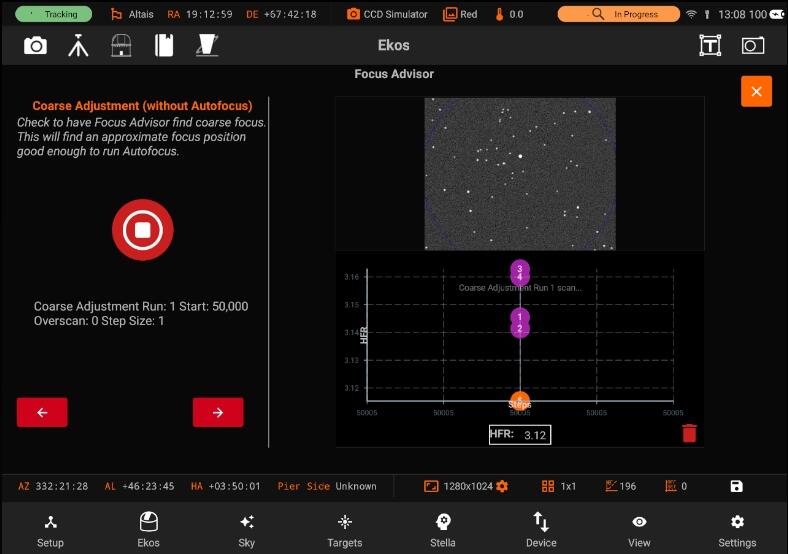 Tracking Altais RA 19:12:59 DE +67:42:18 CCD Simulator Red 0.0 In Progress 13:08 100
Ekos
Focus Advisor
Coarse Adjustment (without Autofocus)
Check to have Focus Advisor find coarse focus.
This will find an approximate focus position
good enough to run Autofocus.
Coarse Adjustment Run: 1 Start: 50,000
Overscan: 0 Step Size: 1
3.16
3.15
3.14
3.13
3.12
HFR
3
4
Coarse Adjustment Run 1 scan...
1
2
Steps
50005 50005 50005 50005 50005
HFR: 3.12
AZ 332:21:28 AL +46:23:45 HA +03:50:01 Pier Side Unknown 1280x1024 1x1 196 0
Setup Ekos Sky Targets Stella Device View Settings